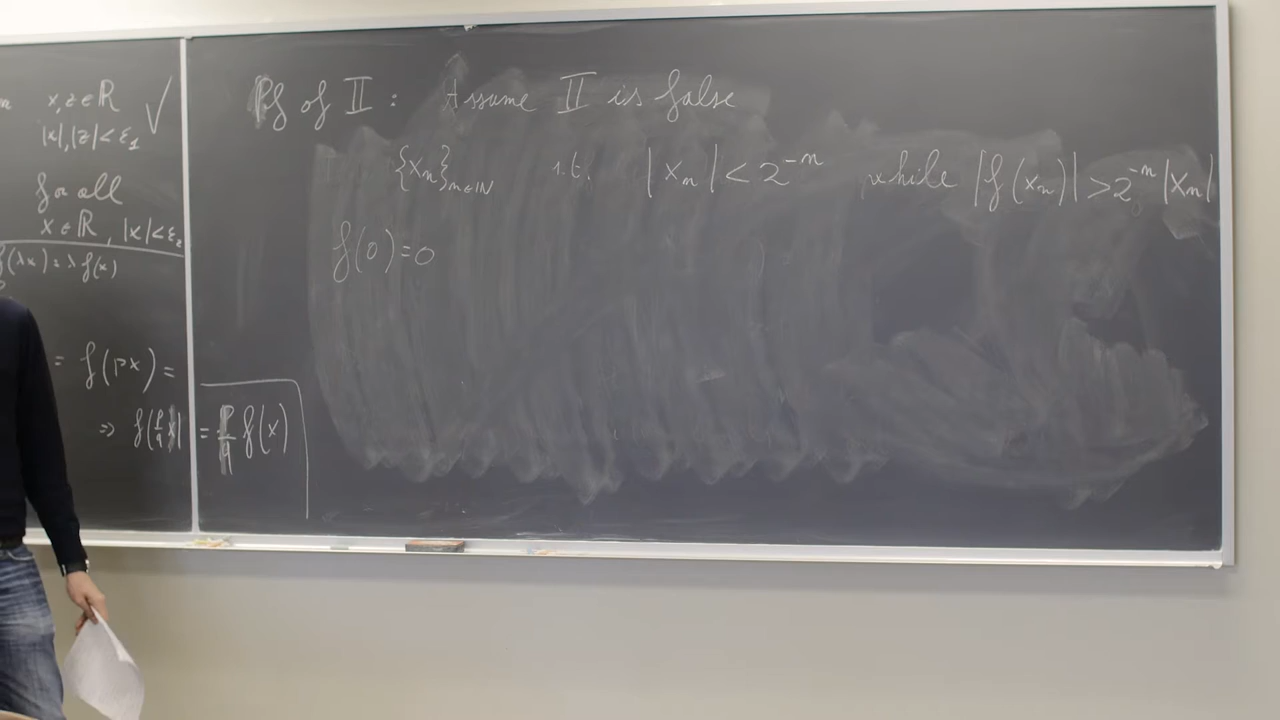 x,z ∈ ℝ
|x|,|z| < ε₁ ✓
for all
x ∈ ℝ, |x| < ε₂
f(λx) = λ f(x)
= f(px) =
⇒ f(p/q x) = p/q f(x)
Pf of II : Assume II is false
{xₙ}ₙ∈ℕ s.t. |xₙ| < 2⁻ⁿ while |f(xₙ)| > 2⁻ⁿ |xₙ|
f(0) = 0